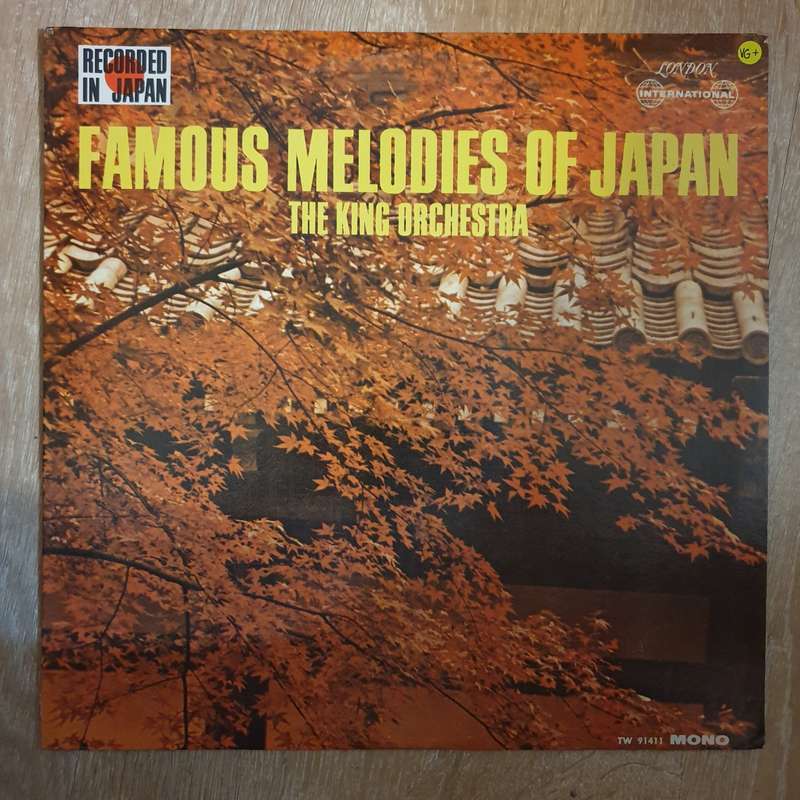 RECORDED
IN JAPAN
VG+
LONDON
INTERNATIONAL
FAMOUS MELODIES OF JAPAN
THE KING ORCHESTRA
TW 91411 MONO